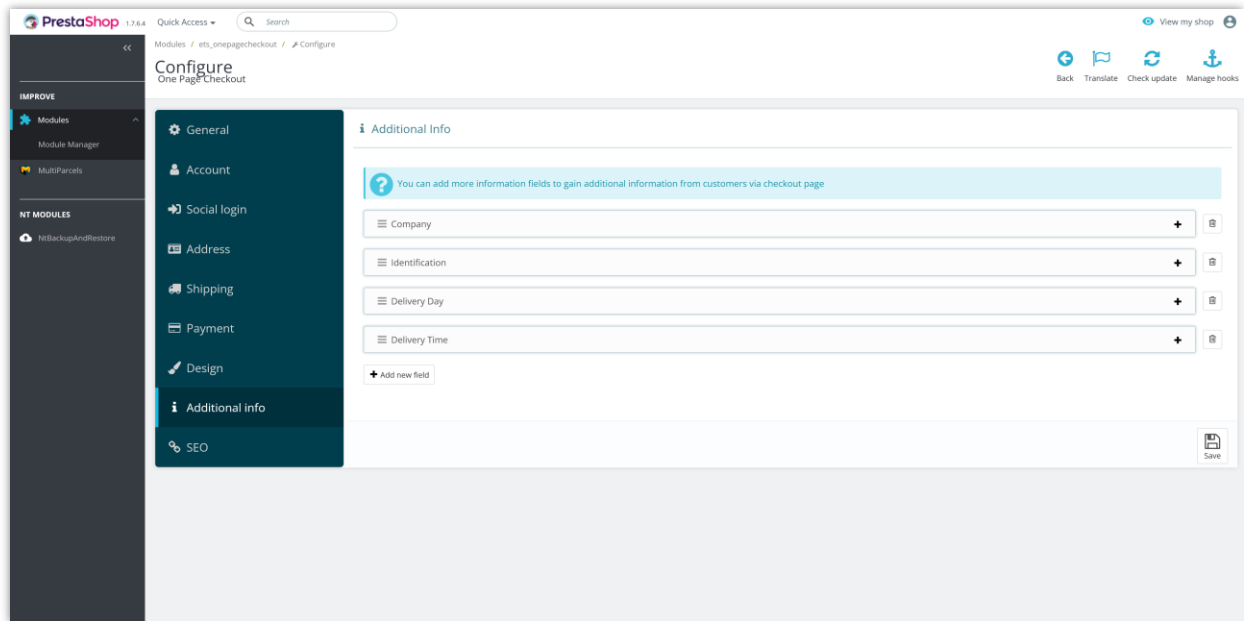 PrestaShop 1.7.6.4 Quick Access Search View my shop
Modules / ets_onepagecheckout / Configure
Configure
One Page Checkout
Back Translate Check update Manage hooks
IMPROVE
Modules
Module Manager
MultiParcels
NT MODULES
NtBackupAndRestore
General
Account
Social login
Address
Shipping
Payment
Design
Additional info
SEO
Additional Info
You can add more information fields to gain additional information from customers via checkout page
Company
Identification
Delivery Day
Delivery Time
Add new field
Save